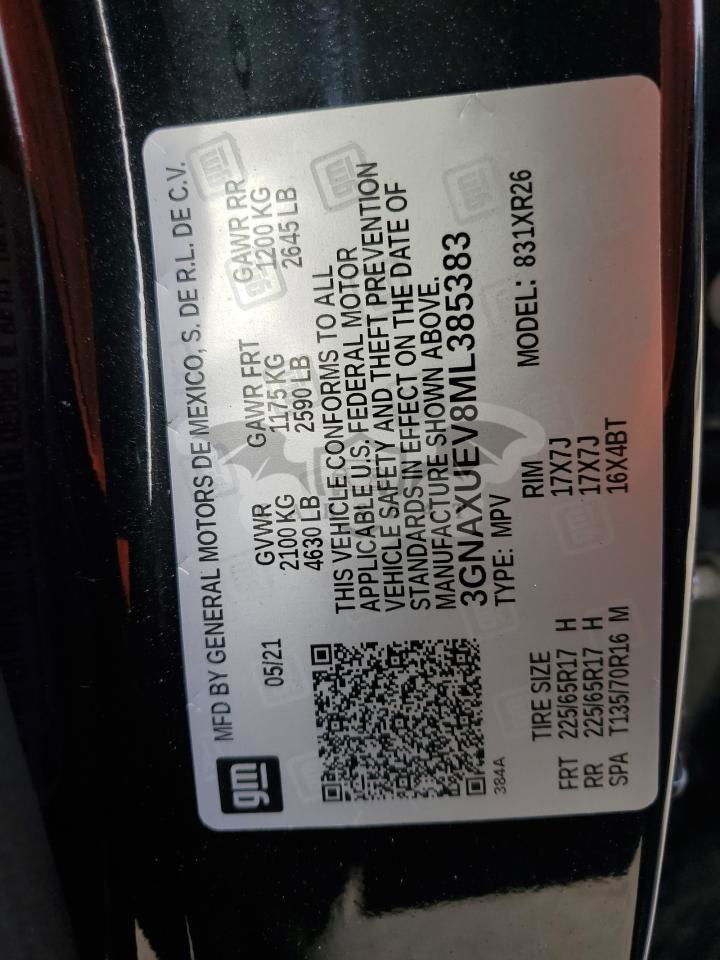 gm
MFD BY GENERAL MOTORS DE MEXICO, S. DE R.L. DE C.V.
05/21 GVWR GAWR FRT GAWR RR
2100 KG 1175 KG 1200 KG
4630 LB 2590 LB 2645 LB
THIS VEHICLE CONFORMS TO ALL
APPLICABLE U.S. FEDERAL MOTOR
VEHICLE SAFETY AND THEFT PREVENTION
STANDARDS IN EFFECT ON THE DATE OF
MANUFACTURE SHOWN ABOVE.
3GNAXUEV8ML385383
384A TYPE: MPV MODEL: 831XR26
TIRE SIZE RIM
FRT 225/65R17 H 17X7J
RR 225/65R17 H 17X7J
SPA T135/70R16 M 16X4BT